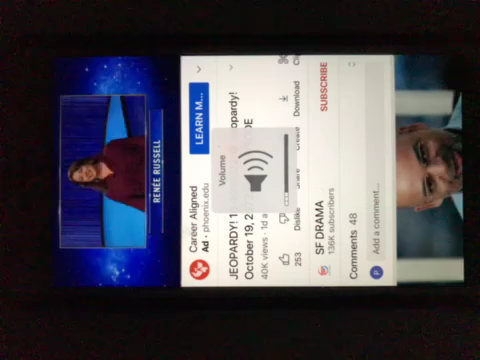 RENÉE RUSSELL
Career Aligned
Ad · phoenix.edu
LEARN M...
JEOPARDY! 1
opardy!
October 19, 2
DE
40K views · 1d a
253
Dislike
Share
Create
Download
Volume
SF DRAMA
136K subscribers
SUBSCRIBE
Comments 48
P
Add a comment...